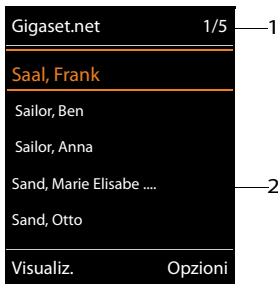 Gigaset.net 1/5 1
Saal, Frank
Sailor, Ben
Sailor, Anna
Sand, Marie Elisabe .... 2
Sand, Otto
Visualiz. Opzioni